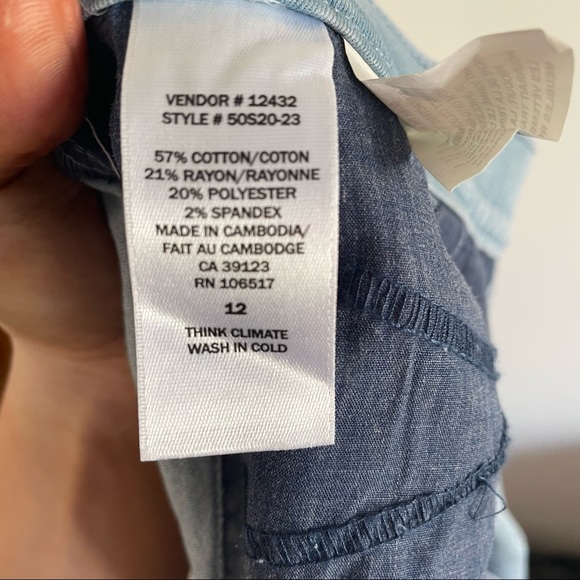 VENDOR # 12432
STYLE # 50S20-23
57% COTTON/COTON
21% RAYON/RAYONNE
20% POLYESTER
2% SPANDEX
MADE IN CAMBODIA/
FAIT AU CAMBODGE
CA 39123
RN 106517
12
THINK CLIMATE
WASH IN COLD